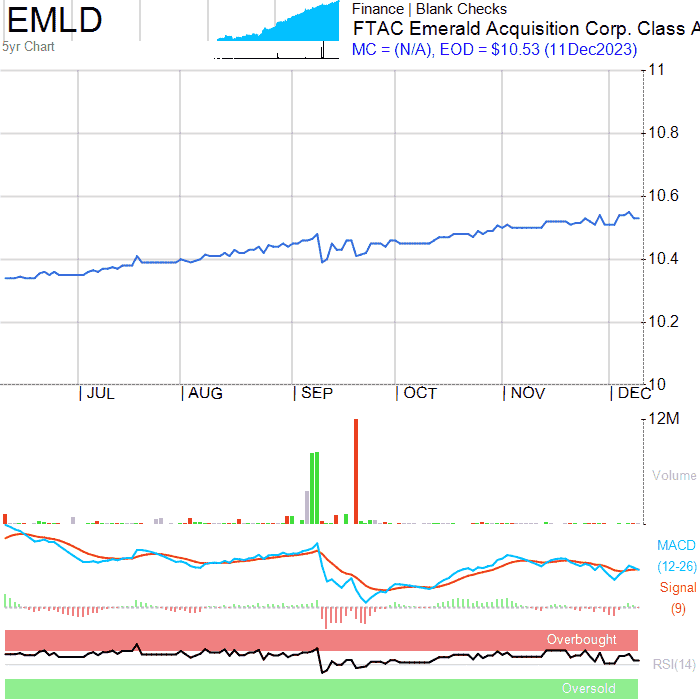 EMLD
5yr Chart
Finance | Blank Checks
FTAC Emerald Acquisition Corp. Class A
MC = (N/A), EOD = $10.53 (11Dec2023)
11
10.8
10.6
10.4
10.2
10
| JUL | AUG | SEP | OCT | NOV | DEC
12M
Volume
MACD
(12-26)
Signal
(9)
Overbought
RSI(14)
Oversold